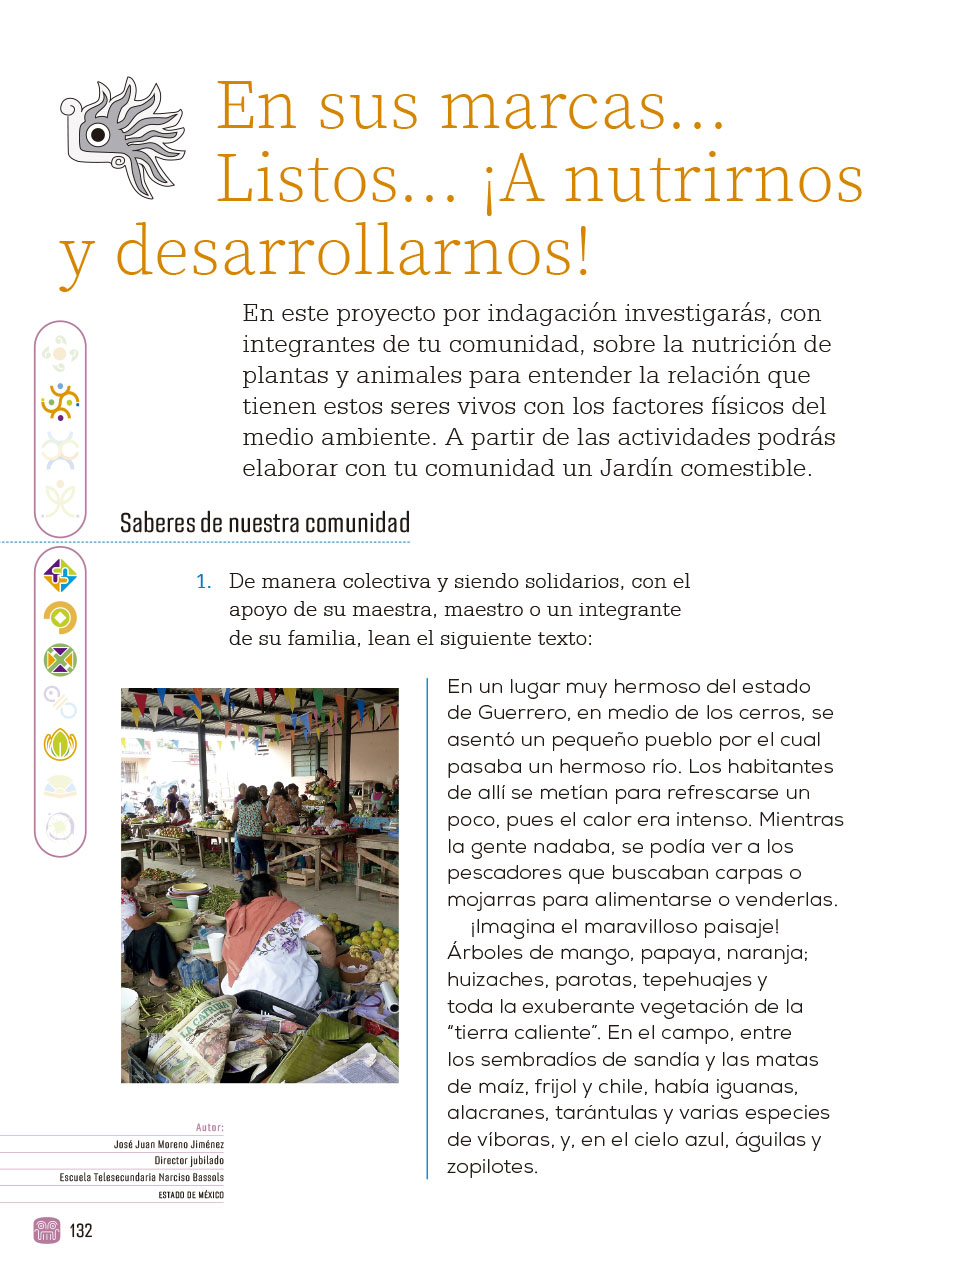 En sus marcas...
Listos... ¡A nutrirnos
y desarrollarnos!
En este proyecto por indagación investigarás, con
integrantes de tu comunidad, sobre la nutrición de
plantas y animales para entender la relación que
tienen estos seres vivos con los factores físicos del
medio ambiente. A partir de las actividades podrás
elaborar con tu comunidad un Jardín comestible.
Saberes de nuestra comunidad
1. De manera colectiva y siendo solidarios, con el
apoyo de su maestra, maestro o un integrante
de su familia, lean el siguiente texto:
En un lugar muy hermoso del estado
de Guerrero, en medio de los cerros, se
asentó un pequeño pueblo por el cual
pasaba un hermoso río. Los habitantes
de allí se metían para refrescarse un
poco, pues el calor era intenso. Mientras
la gente nadaba, se podía ver a los
pescadores que buscaban carpas o
mojarras para alimentarse o venderlas.
¡Imagina el maravilloso paisaje!
Árboles de mango, papaya, naranja;
huizaches, parotas, tepehuajes y
toda la exuberante vegetación de la
“tierra caliente”. En el campo, entre
los sembradíos de sandía y las matas
de maíz, frijol y chile, había iguanas,
alacranes, tarántulas y varias especies
de víboras, y, en el cielo azul, águilas y
zopilotes.
Autor:
José Juan Moreno Jiménez
Director jubilado
Escuela Telesecundaria Narciso Bassols
ESTADO DE MÉXICO
132